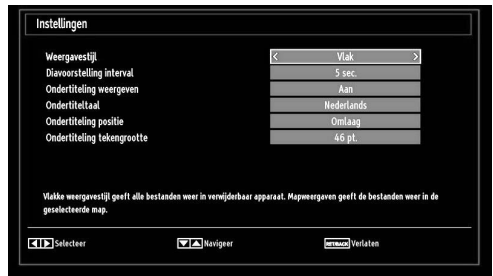 Instellingen
Weergavestijl < Vlak >
Diavoorstelling interval 5 sec.
Ondertiteling weergeven Aan
Ondertiteltaal Nederlands
Ondertiteling positie Omlaag
Ondertiteling tekengrootte 46 pt.
Vlakke weergavestijl geeft alle bestanden weer in verwijderbaar apparaat. Mapweergaven geeft de bestanden weer in de
geselecteerde map.
Selecteer Navigeer RET/BACK Verlaten